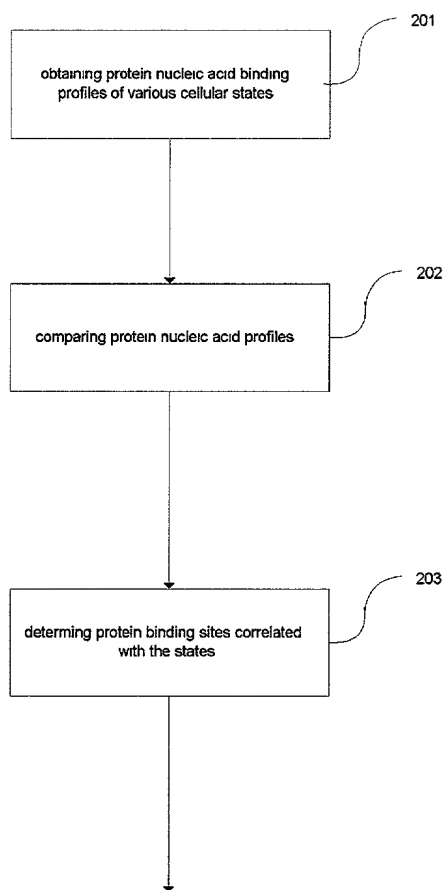 201
obtaining protein nucleic acid binding
profiles of various cellular states
202
comparing protein nucleic acid profiles
203
determing protein binding sites correlated
with the states